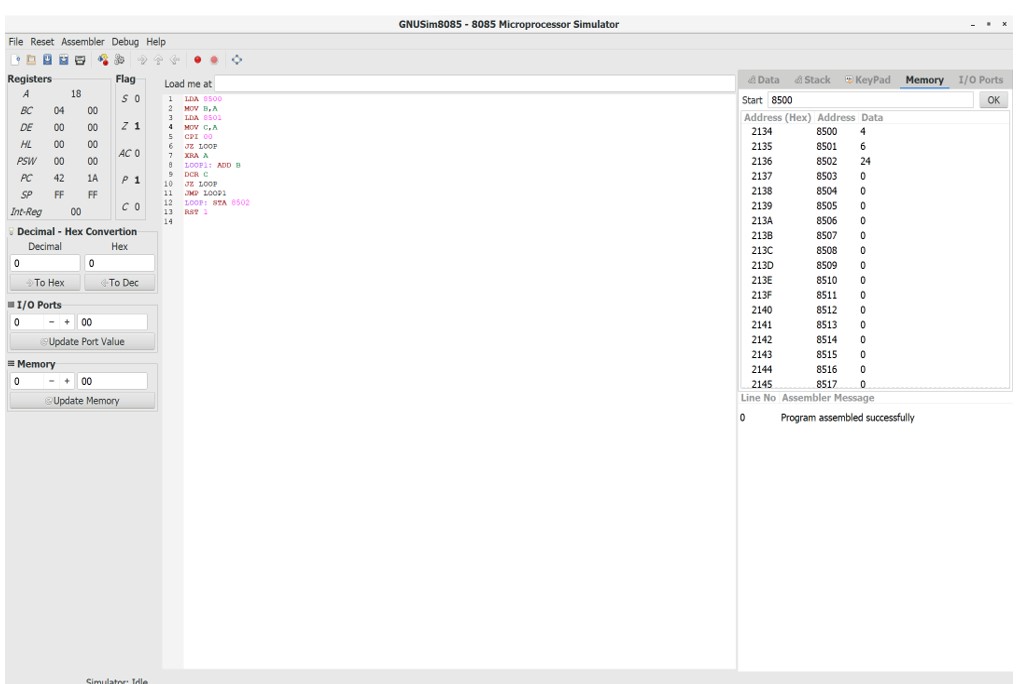 GNUSim8085 - 8085 Microprocessor Simulator
File Reset Assembler Debug Help
Registers
A 18
BC 04 00
DE 00 00
HL 00 00
PSW 00 00
PC 42 1A
SP FF FF
Int-Reg 00
Flag
S 0
Z 1
AC 0
P 1
C 0
Decimal - Hex Convertion
Decimal Hex
0 0
To Hex To Dec
I/O Ports
0 - + 00
Update Port Value
Memory
0 - + 00
Update Memory
Load me at
1 LDA 8500
2 MOV B,A
3 LDA 8501
4 MOV C,A
5 CPI 00
6 JZ LOOP
7 XRA A
8 LOOP1: ADD B
9 DCR C
10 JZ LOOP
11 JMP LOOP1
12 LOOP: STA 8502
13 RST 1
14
Data Stack KeyPad Memory I/O Ports
Start 8500 OK
Address (Hex) Address Data
2134 8500 4
2135 8501 6
2136 8502 24
2137 8503 0
2138 8504 0
2139 8505 0
213A 8506 0
213B 8507 0
213C 8508 0
213D 8509 0
213E 8510 0
213F 8511 0
2140 8512 0
2141 8513 0
2142 8514 0
2143 8515 0
2144 8516 0
2145 8517 0
Line No Assembler Message
0 Program assembled successfully
Simulator: Idle